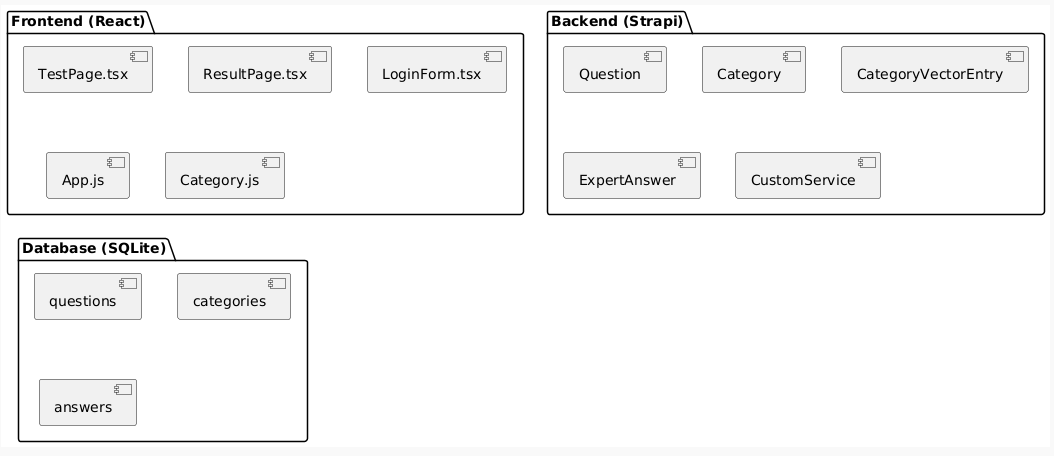 Frontend (React)
TestPage.tsx
ResultPage.tsx
LoginForm.tsx
App.js
Category.js
Backend (Strapi)
Question
Category
CategoryVectorEntry
ExpertAnswer
CustomService
Database (SQLite)
questions
categories
answers